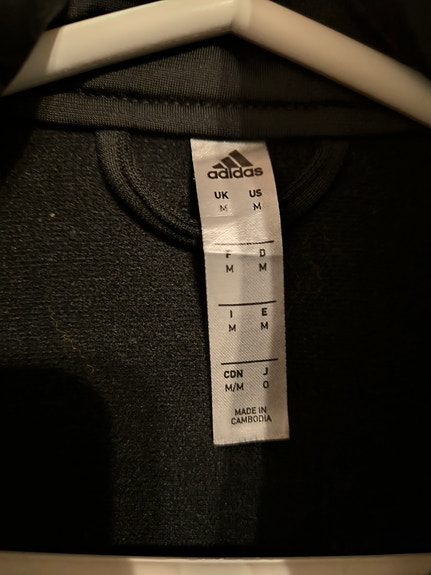 adidas
UK US
M M
F D
M M
I E
M M
CDN J
M/M O
MADE IN
CAMBODIA